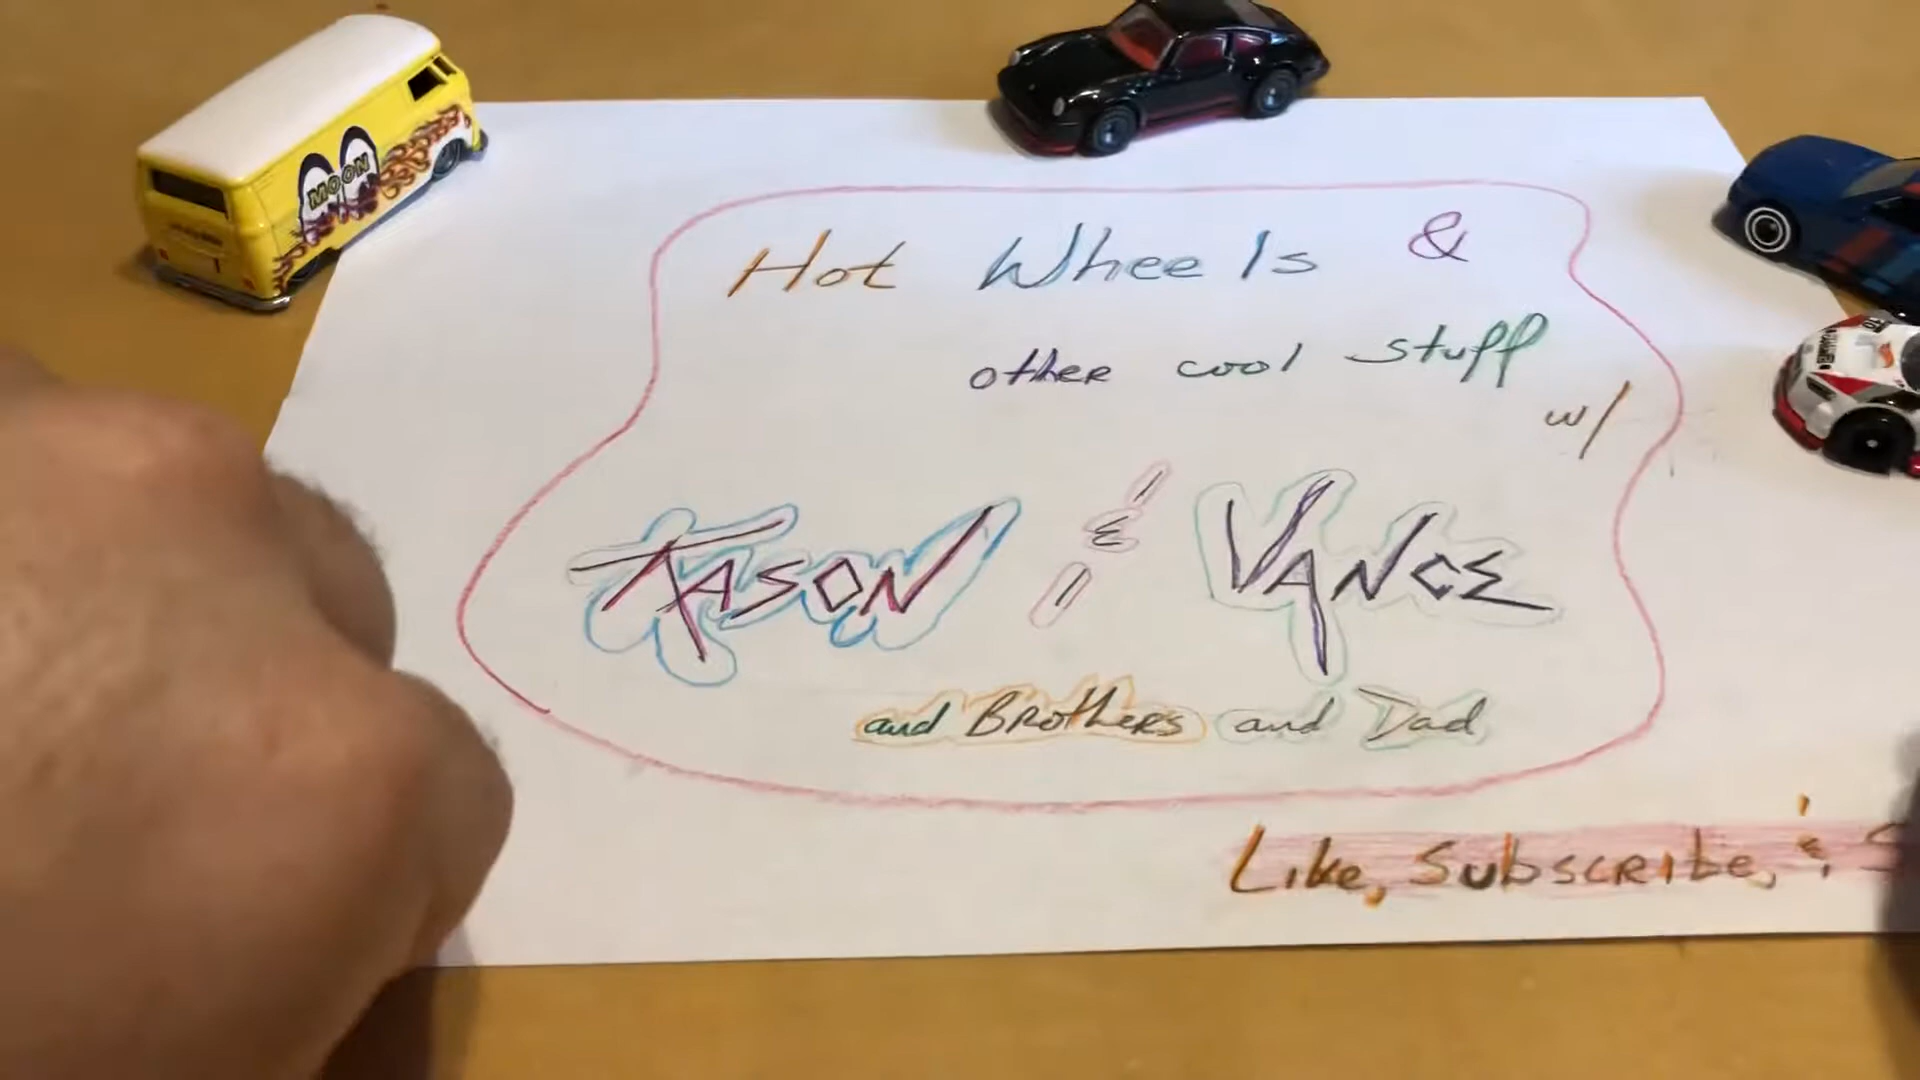 MOON
Hot Wheels &
other cool stuff
w/
JASON & VANCE
and Brothers and Dad
Like, Subscribe, &